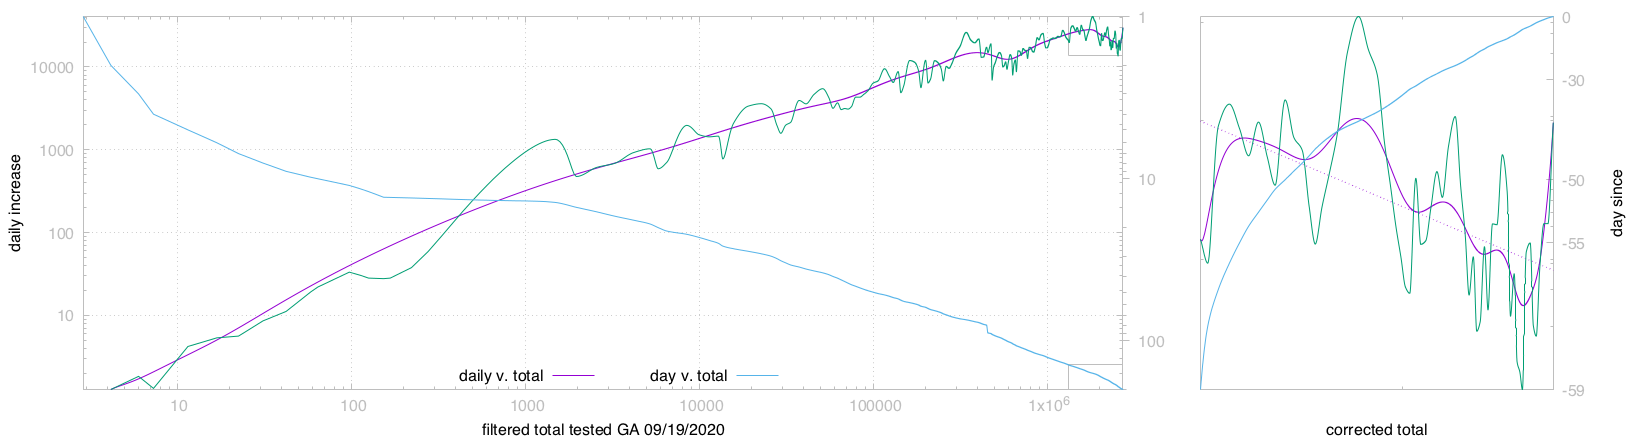 daily increase
10000
1000
100
10
10
100
1000
10000
100000
1x10^6
1
10
100
daily v. total
day v. total
filtered total tested GA 09/19/2020
0
-30
-50
-55
-59
day since
corrected total